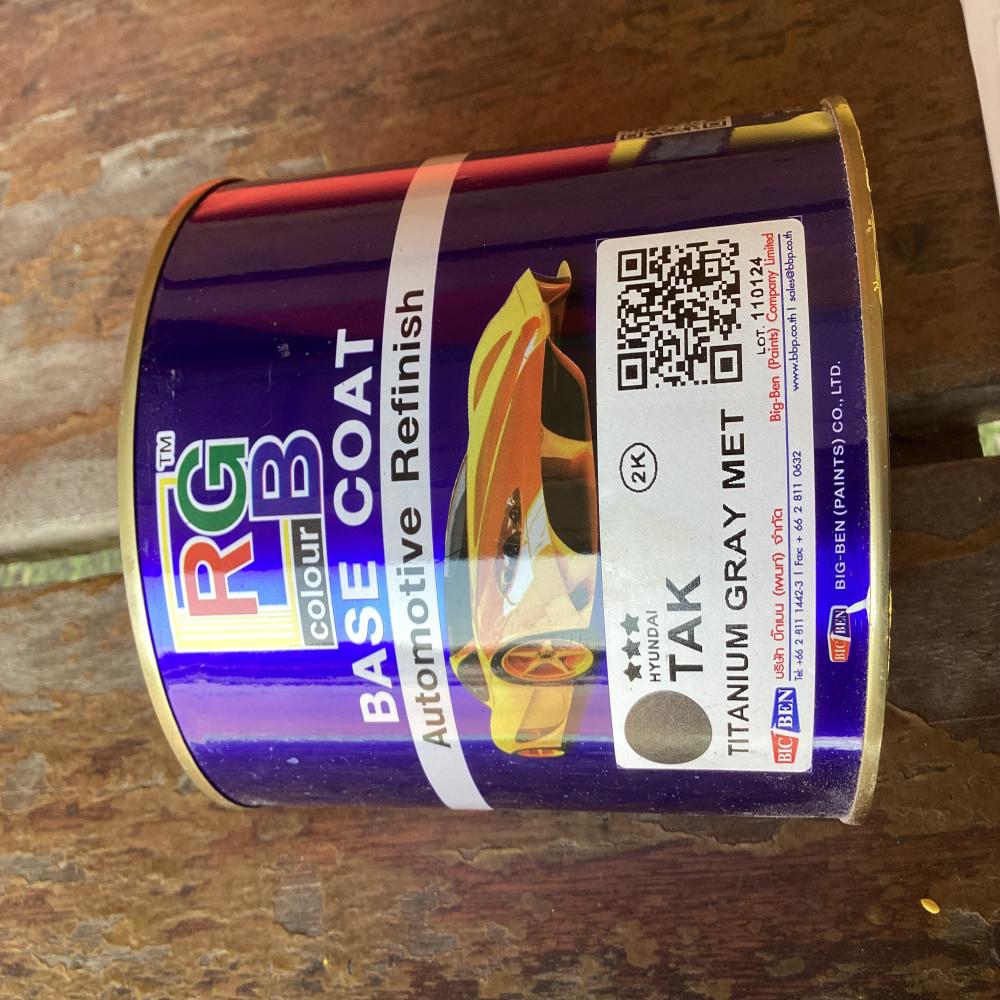 RGB™
colour
BASE COAT
Automotive Refinish
★★★
HYUNDAI
TAK
2K
TITANIUM GRAY MET
LOT. 110124
BIG BEN
บริษัท บิ๊กเบน (เพนท์) จำกัด Big-Ben (Paints) Company Limited
Tel: +66 2 811 1442-3 | Fax: + 66 2 811 0632 www.bbp.co.th | sales@bbp.co.th
BIG BEN BIG-BEN (PAINTS) CO., LTD.